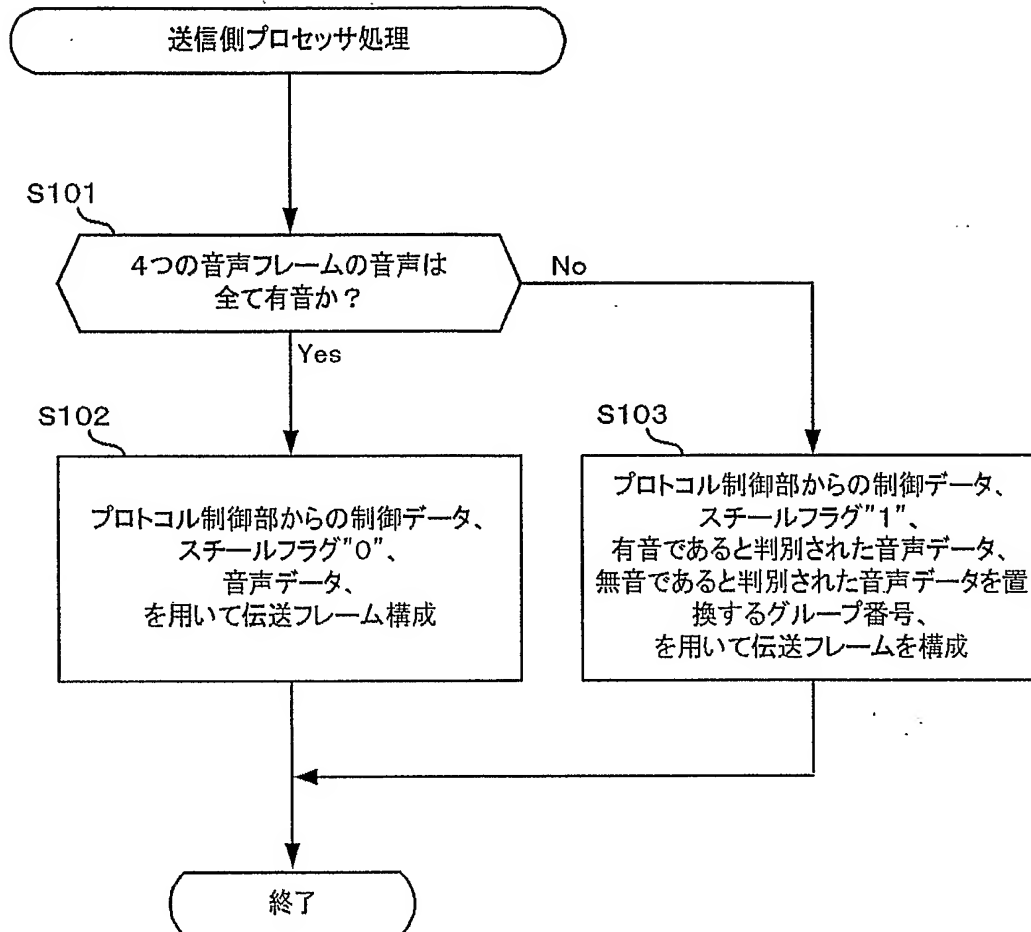 送信側プロセッサ処理
S101
4つの音声フレームの音声は
全て有音か？
No
Yes
S102
プロトコル制御部からの制御データ、
スチールフラグ"0"、
音声データ、
を用いて伝送フレーム構成
S103
プロトコル制御部からの制御データ、
スチールフラグ"1"、
有音であると判別された音声データ、
無音であると判別された音声データを置
換するグループ番号、
を用いて伝送フレームを構成
終了